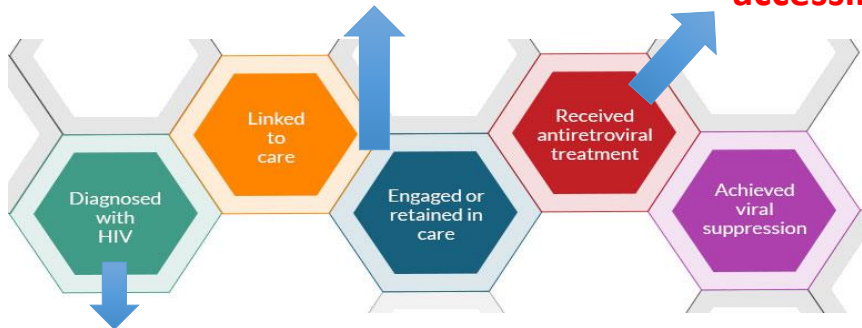 Diagnosed
with
HIV
Linked
to
care
Engaged or
retained in
care
Received
antiretroviral
treatment
Achieved
viral
suppression